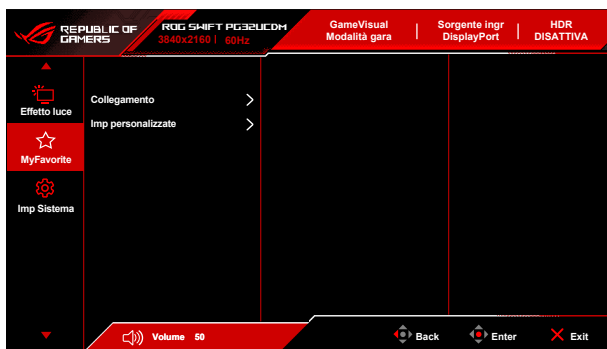 REPUBLIC OF
GAMERS
ROG SWIFT PG32UCDM
3840x2160 | 60Hz
GameVisual
Modalità gara
Sorgente ingr
DisplayPort
HDR
DISATTIVA
Effetto luce
MyFavorite
Imp Sistema
Collegamento
Imp personalizzate
Volume 50
Back
Enter
Exit